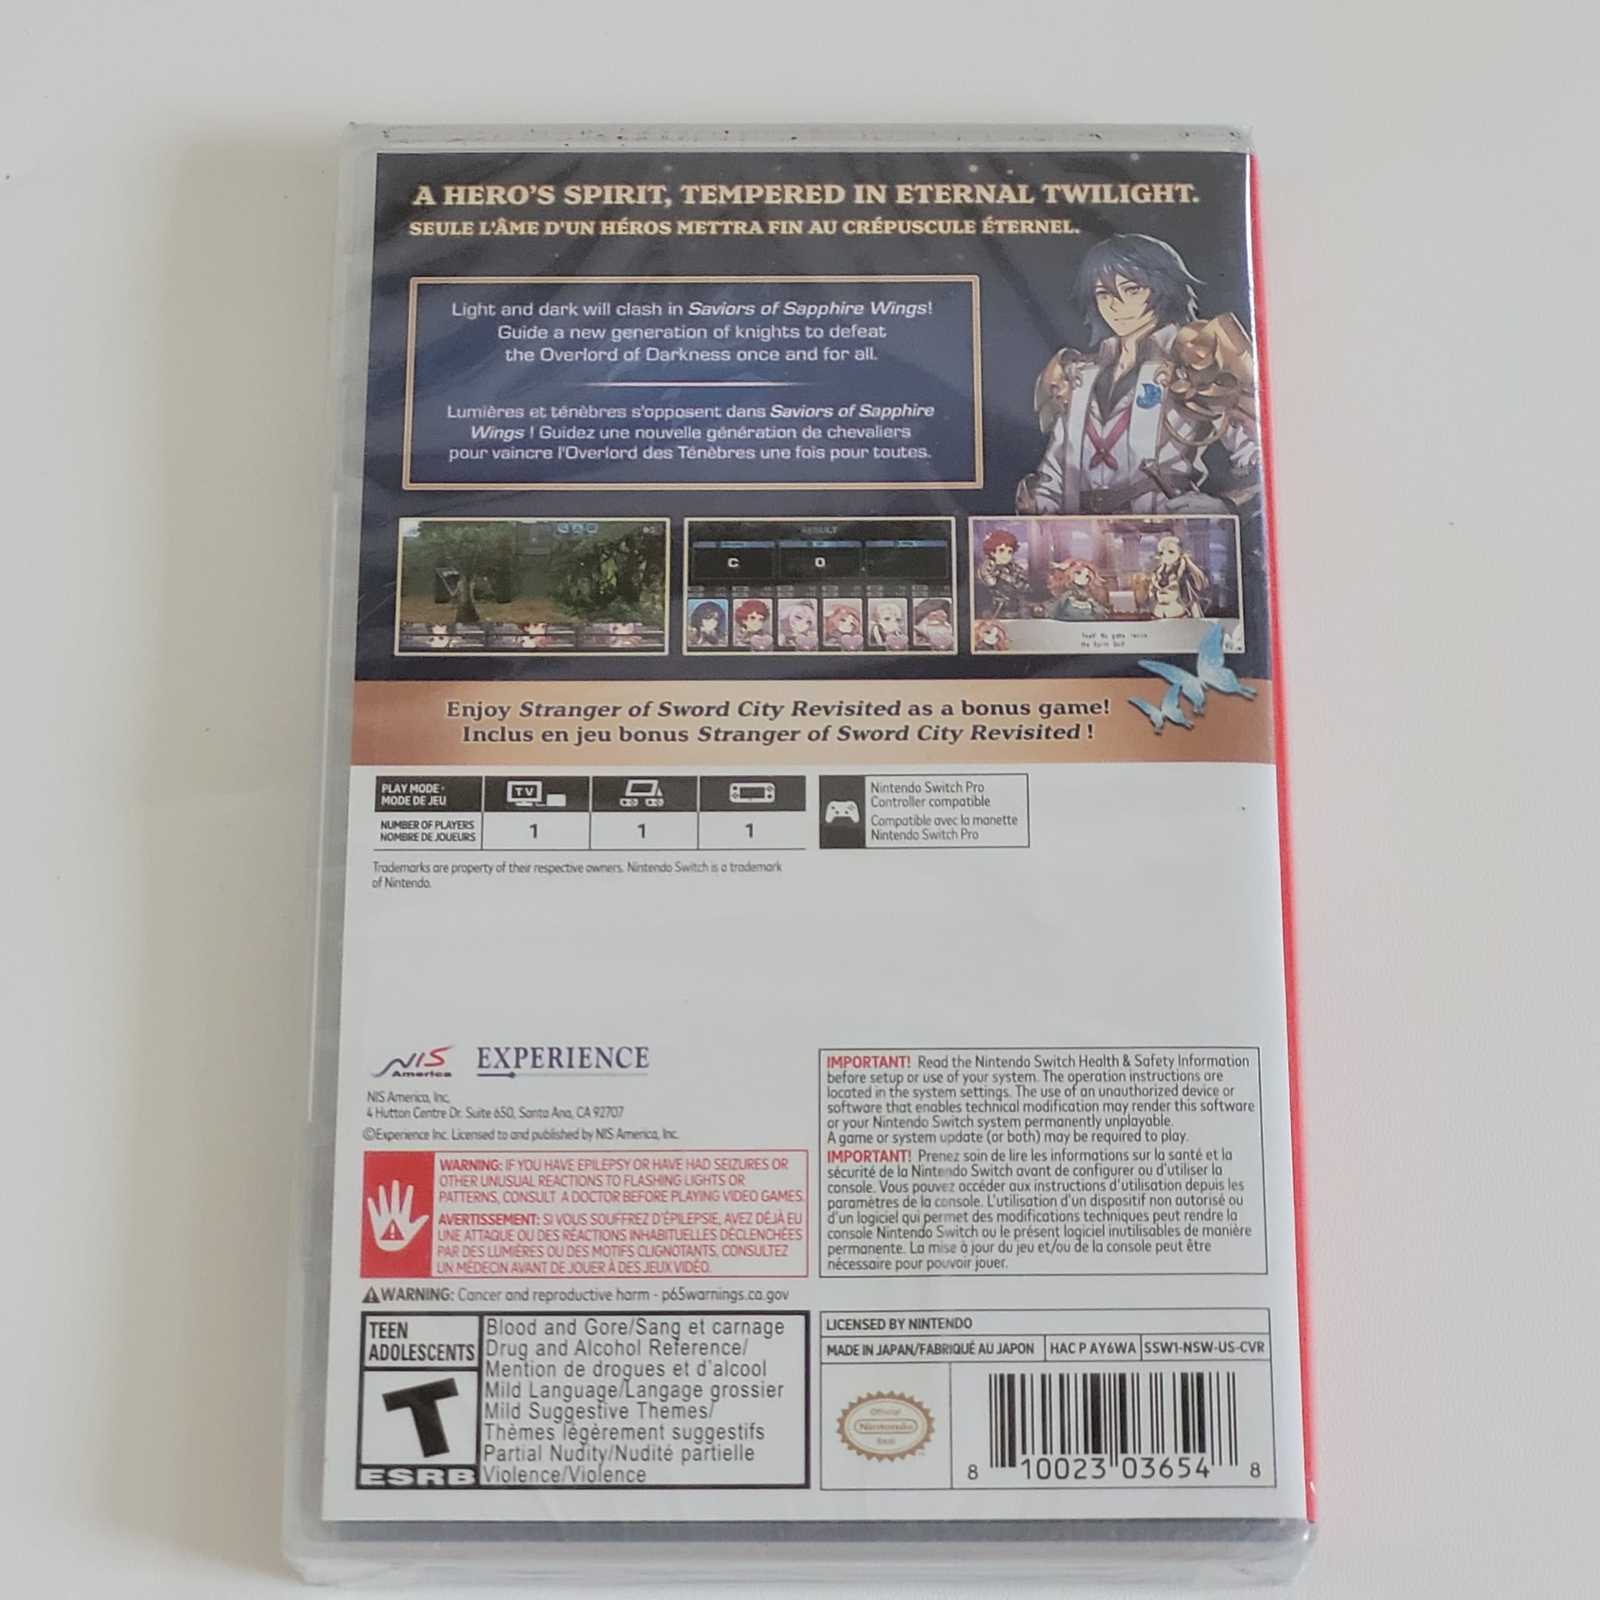 A HERO'S SPIRIT, TEMPERED IN ETERNAL TWILIGHT.
SEULE L'ÂME D'UN HÉROS METTRA FIN AU CRÉPUSCULE ÉTERNEL.
Light and dark will clash in Saviors of Sapphire Wings!
Guide a new generation of knights to defeat
the Overlord of Darkness once and for all.
Lumières et ténèbres s'opposent dans Saviors of Sapphire
Wings ! Guidez une nouvelle génération de chevaliers
pour vaincre l'Overlord des Ténèbres une fois pour toutes.
RESULT
C
0
Enjoy Stranger of Sword City Revisited as a bonus game!
Inclus en jeu bonus Stranger of Sword City Revisited !
PLAY MODE •
MODE DE JEU
TV
NUMBER OF PLAYERS
NOMBRE DE JOUEURS
1
1
1
Nintendo Switch Pro
Controller compatible
Compatible avec la manette
Nintendo Switch Pro
Trademarks are property of their respective owners. Nintendo Switch is a trademark
of Nintendo.
NIS
America
EXPERIENCE
NIS America, Inc.
4 Hutton Centre Dr. Suite 650, Santa Ana, CA 92707
©Experience Inc. Licensed to and published by NIS America, Inc.
WARNING: IF YOU HAVE EPILEPSY OR HAVE HAD SEIZURES OR
OTHER UNUSUAL REACTIONS TO FLASHING LIGHTS OR
PATTERNS, CONSULT A DOCTOR BEFORE PLAYING VIDEO GAMES.
AVERTISSEMENT: SI VOUS SOUFFREZ D'ÉPILEPSIE, AVEZ DÉJÀ EU
UNE ATTAQUE OU DES RÉACTIONS INHABITUELLES DÉCLENCHÉES
PAR DES LUMIÈRES OU DES MOTIFS CLIGNOTANTS, CONSULTEZ
UN MÉDECIN AVANT DE JOUER À DES JEUX VIDÉO.
WARNING: Cancer and reproductive harm - p65warnings.ca.gov
TEEN
ADOLESCENTS
T
ESRB
Blood and Gore/Sang et carnage
Drug and Alcohol Reference/
Mention de drogues et d'alcool
Mild Language/Langage grossier
Mild Suggestive Themes/
Thèmes légèrement suggestifs
Partial Nudity/Nudité partielle
Violence/Violence
IMPORTANT! Read the Nintendo Switch Health & Safety Information
before setup or use of your system. The operation instructions are
located in the system settings. The use of an unauthorized device or
software that enables technical modification may render this software
or your Nintendo Switch system permanently unplayable.
A game or system update (or both) may be required to play.
IMPORTANT! Prenez soin de lire les informations sur la santé et la
sécurité de la Nintendo Switch avant de configurer ou d'utiliser la
console. Vous pouvez accéder aux instructions d'utilisation depuis les
paramètres de la console. L'utilisation d'un dispositif non autorisé ou
d'un logiciel qui permet des modifications techniques peut rendre la
console Nintendo Switch ou le présent logiciel inutilisables de manière
permanente. La mise à jour du jeu et/ou de la console peut être
nécessaire pour pouvoir jouer.
LICENSED BY NINTENDO
MADE IN JAPAN/FABRIQUÉ AU JAPON
HAC P AY6WA
SSW1-NSW-US-CVR
Official
Nintendo
Seal
8 10023 03654 8